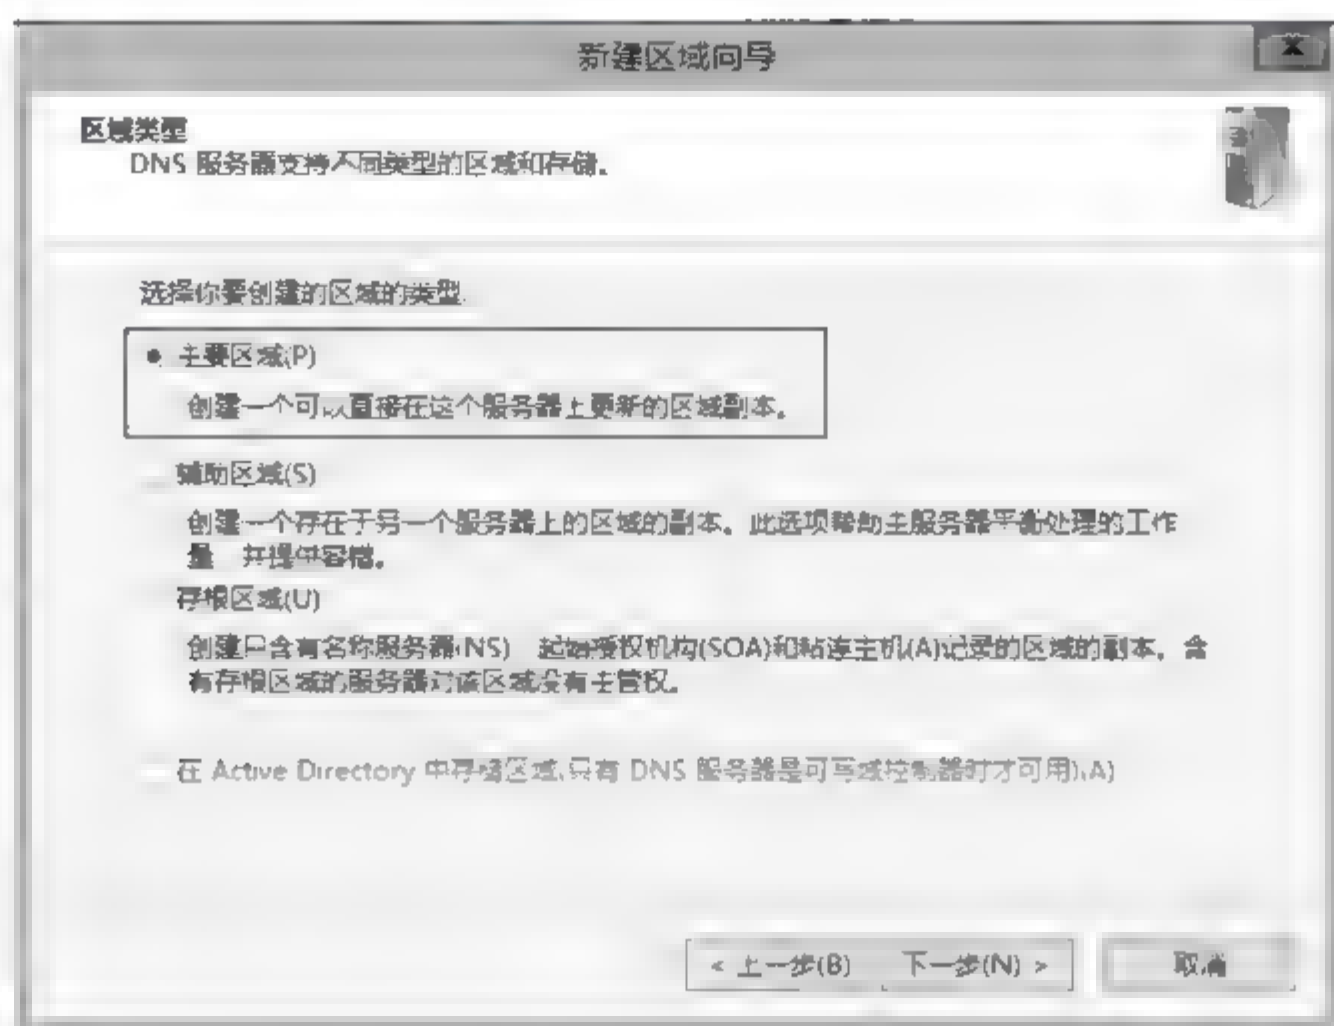 新建区域向导
区域类型
DNS 服务器支持不同类型的区域和存储。
选择你要创建的区域的类型:
主要区域(P)
创建一个可以直接在这个服务器上更新的区域副本。
辅助区域(S)
创建一个存在于另一个服务器上的区域的副本。此选项帮助主服务器平衡处理的工作
量，并提供容错。
存根区域(U)
创建只含有名称服务器(NS)、起始授权机构(SOA)和粘连主机(A)记录的区域的副本。含
有存根区域的服务器对该区域没有主管权。
在 Active Directory 中存储区域(只有 DNS 服务器是可写域控制器时才可用)(A)
< 上一步(B) 下一步(N) > 取消